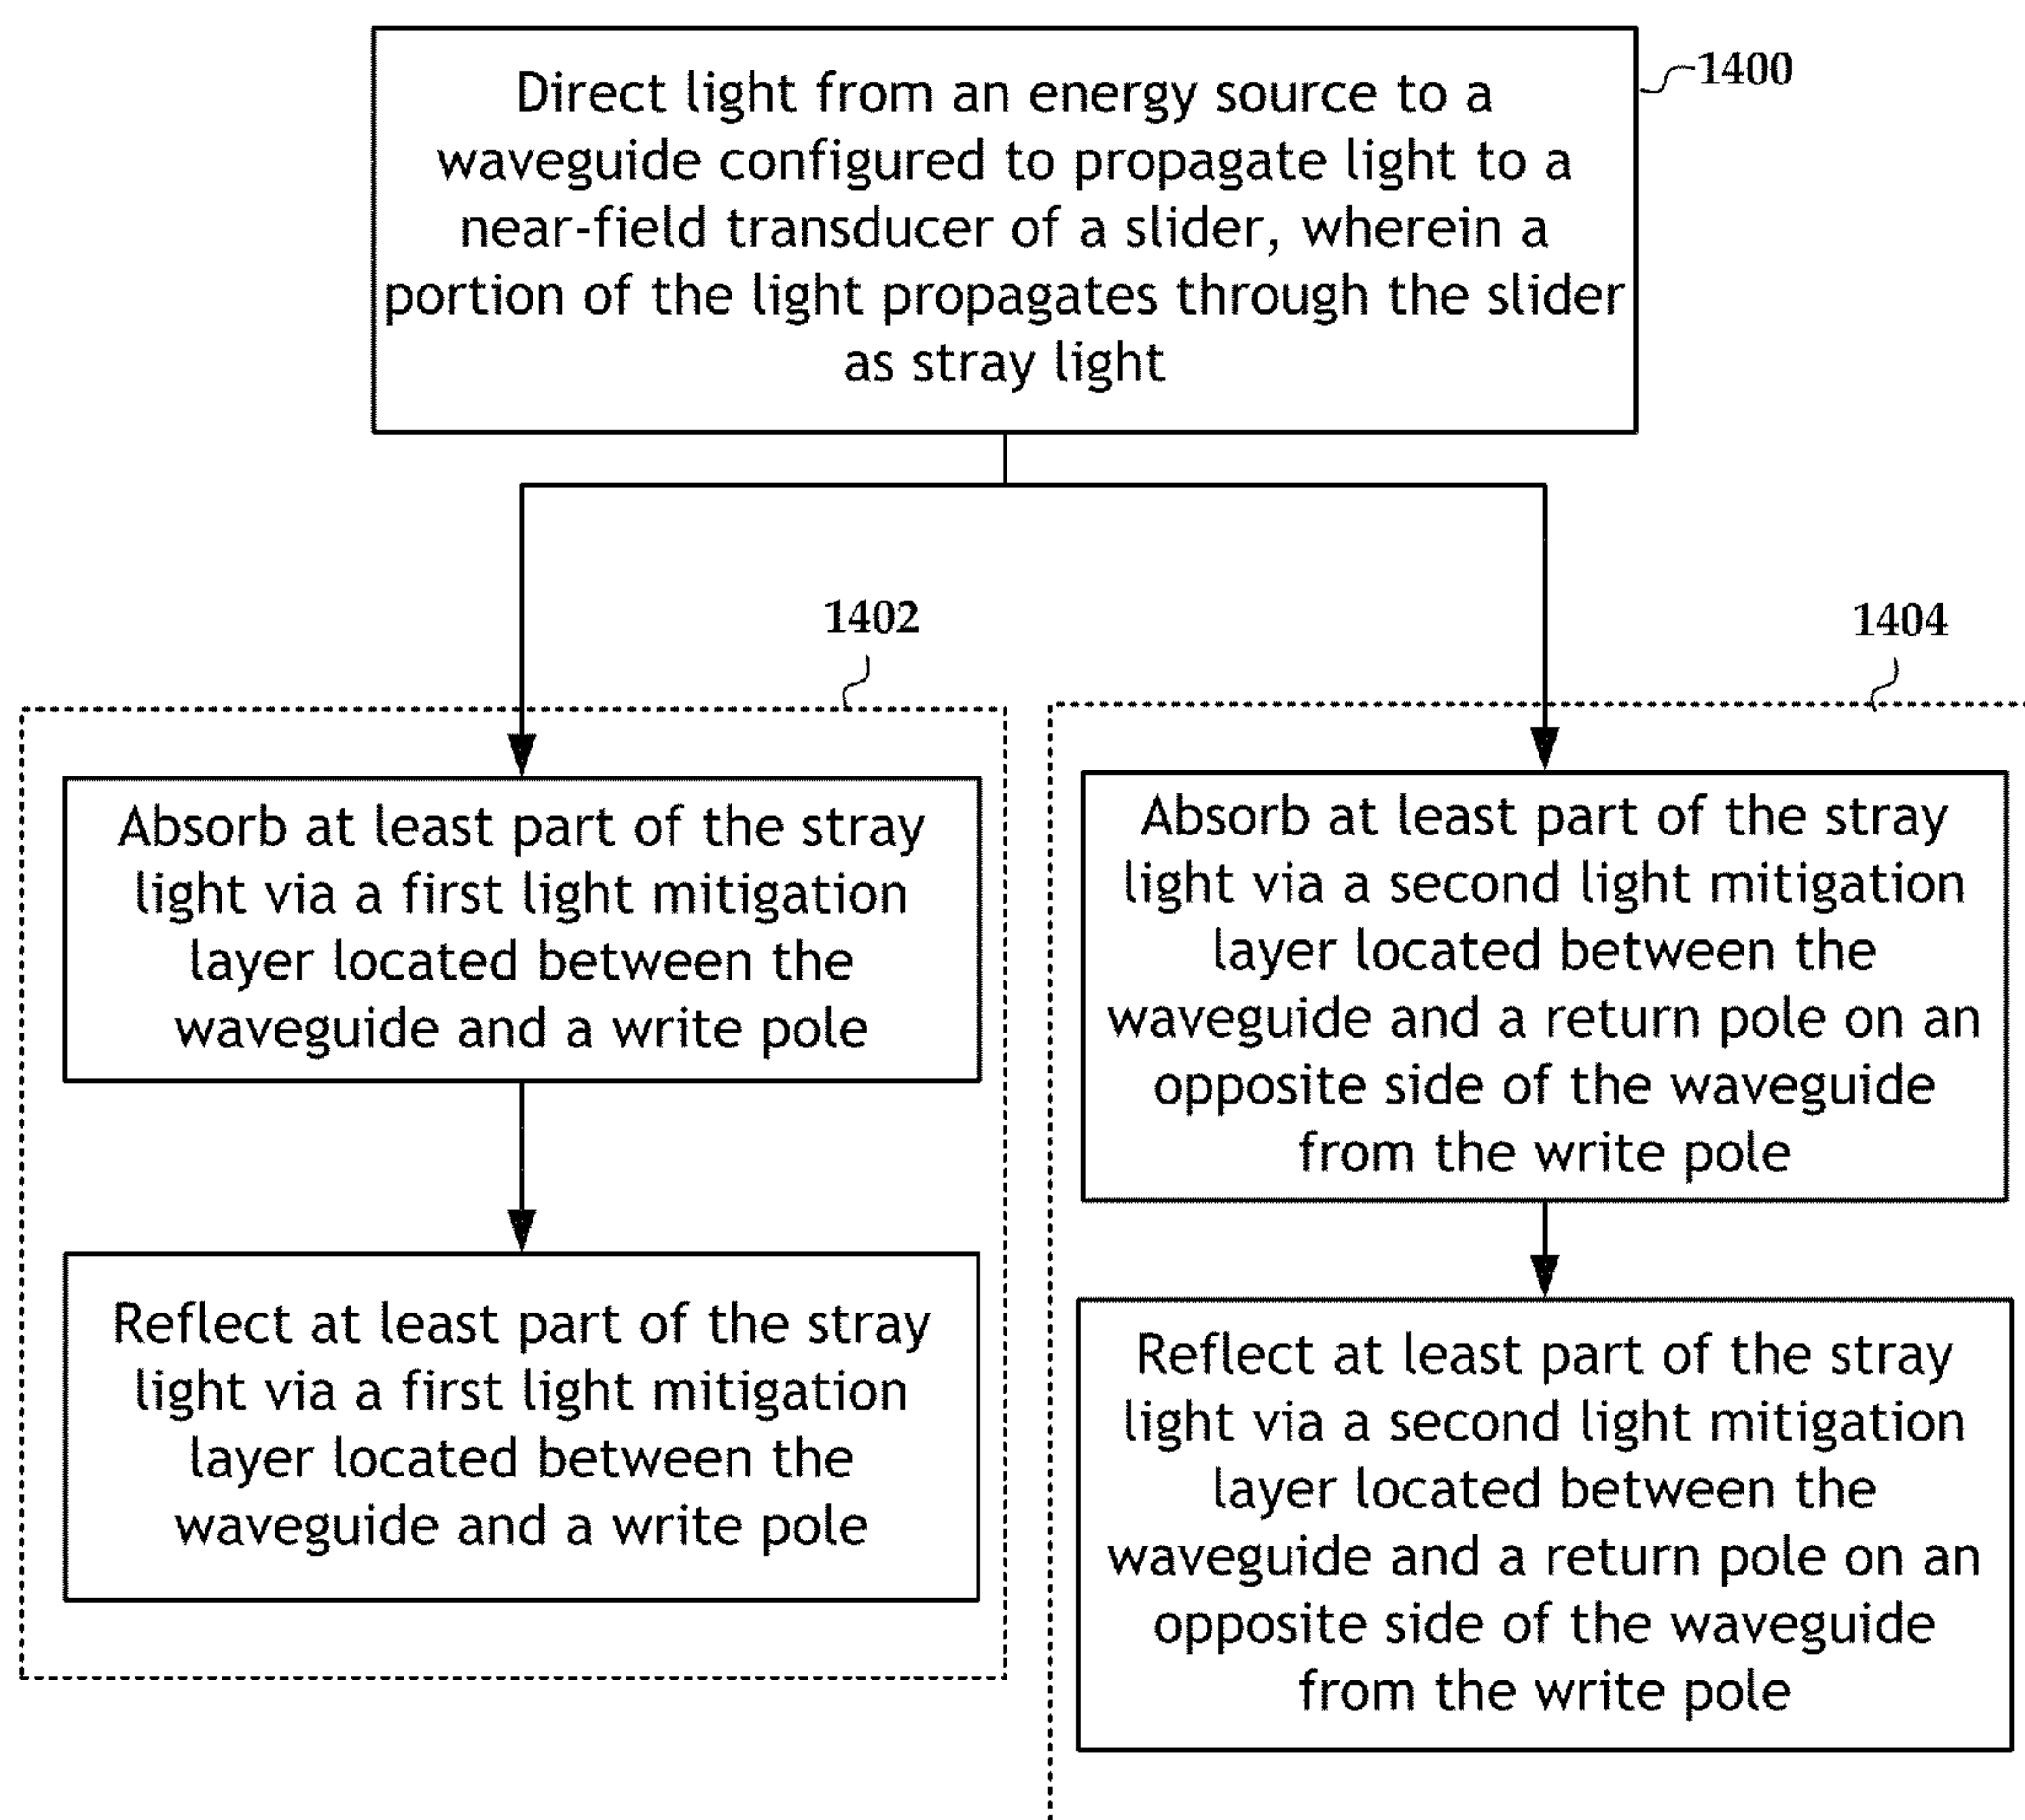 Direct light from an energy source to a
waveguide configured to propagate light to a
near-field transducer of a slider, wherein a
portion of the light propagates through the slider
as stray light
1400
1402
Absorb at least part of the stray
light via a first light mitigation
layer located between the
waveguide and a write pole
Reflect at least part of the stray
light via a first light mitigation
layer located between the
waveguide and a write pole
1404
Absorb at least part of the stray
light via a second light mitigation
layer located between the
waveguide and a return pole on an
opposite side of the waveguide
from the write pole
Reflect at least part of the stray
light via a second light mitigation
layer located between the
waveguide and a return pole on an
opposite side of the waveguide
from the write pole